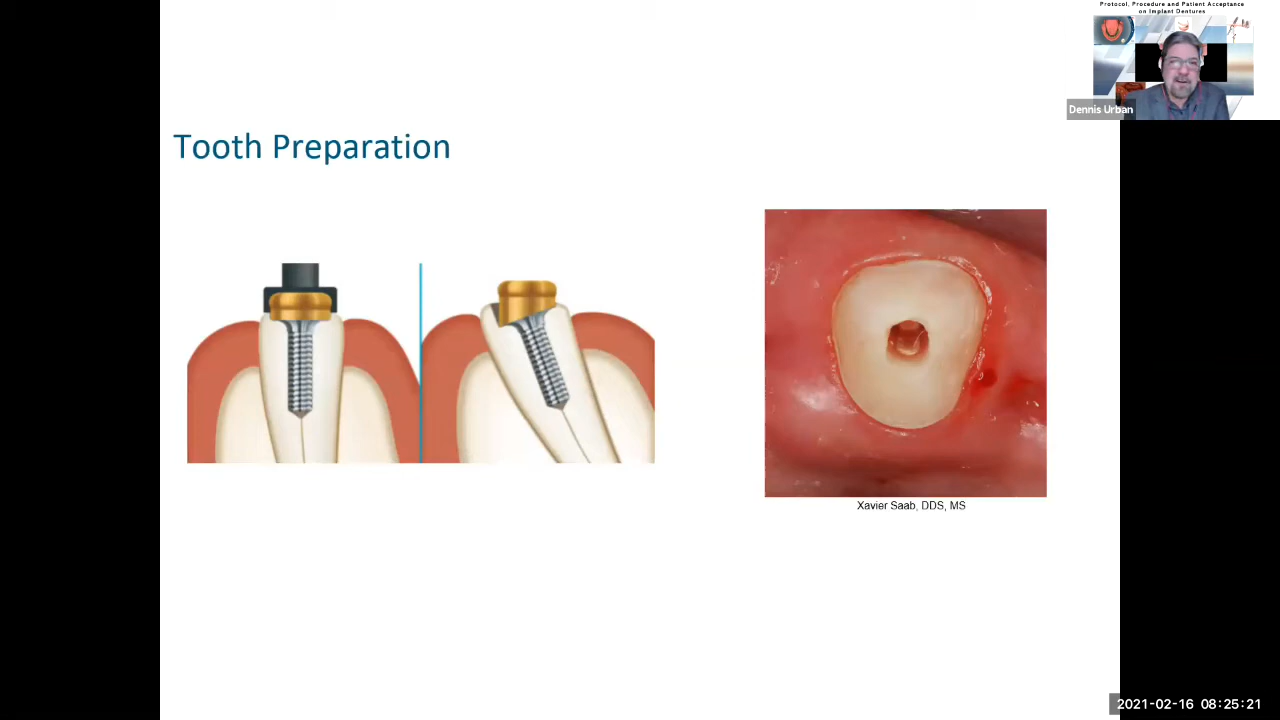 Protocol, Procedure and Patient Acceptance
on Implant Dentures
Dennis Urban
Tooth Preparation
Xavier Saab, DDS, MS
2021-02-16 08:25:21